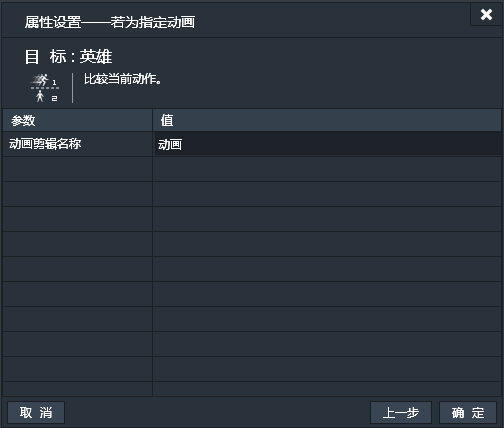 属性设置——若为指定动画
目 标 : 英雄
1
2
比较当前动作。
参数 值
动画剪辑名称 动画
取 消 上一步 确 定